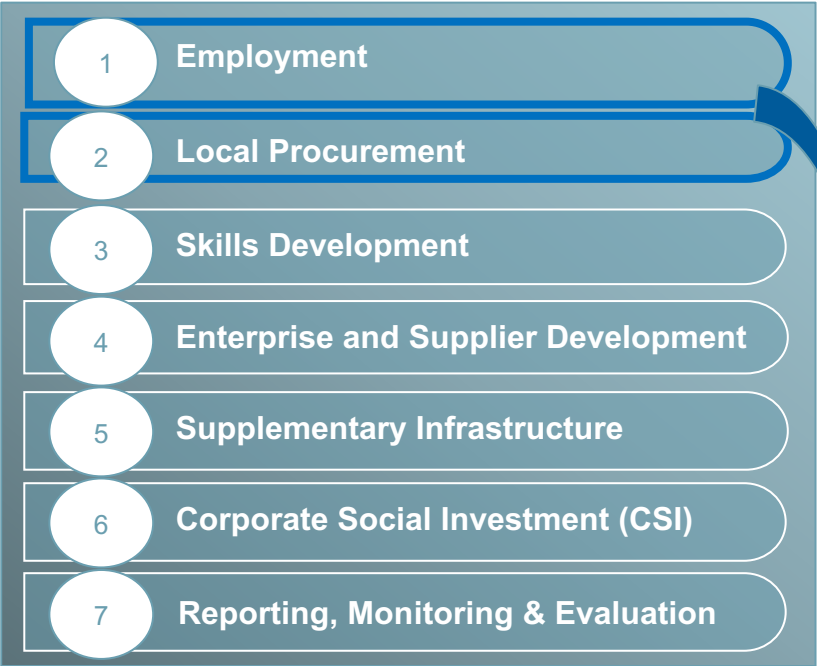 1 Employment
2 Local Procurement
3 Skills Development
4 Enterprise and Supplier Development
5 Supplementary Infrastructure
6 Corporate Social Investment (CSI)
7 Reporting, Monitoring & Evaluation